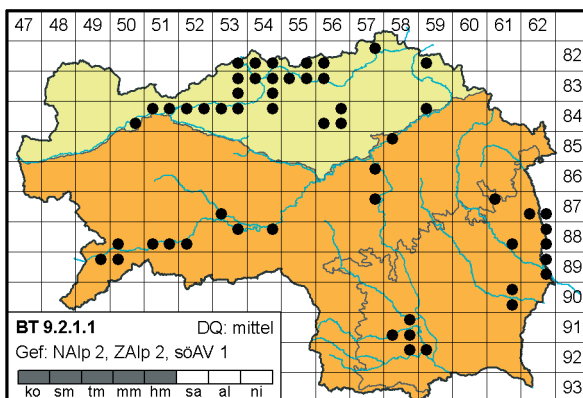 47 48 49 50 51 52 53 54 55 56 57 58 59 60 61 62
82
83
84
85
86
87
88
89
90
BT 9.2.1.1 DQ: mittel 91
Gef: NAlp 2, ZAlp 2, söAV 1
92
ko sm tm mm hm sa al ni 93